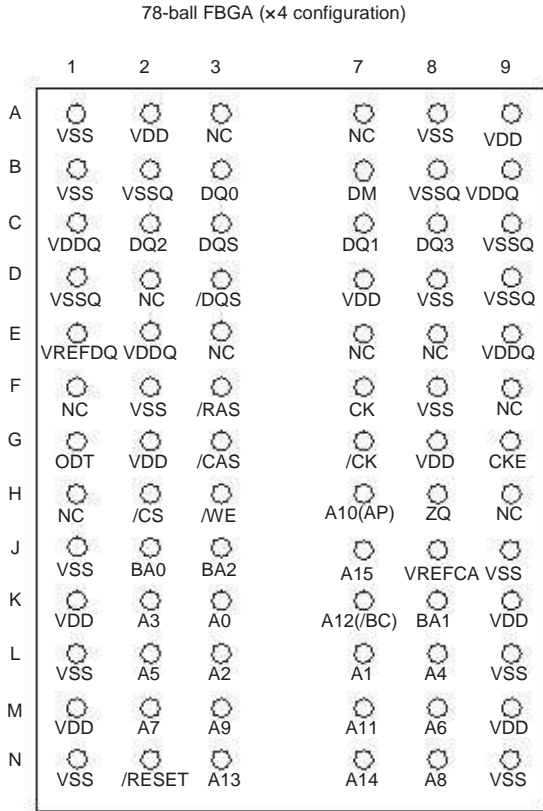 78-ball FBGA (×4 configuration)
1 2 3 7 8 9
A
VSS VDD NC NC VSS VDD
B
VSS VSSQ DQ0 DM VSSQ VDDQ
C
VDDQ DQ2 DQS DQ1 DQ3 VSSQ
D
VSSQ NC /DQS VDD VSS VSSQ
E
VREFDQ VDDQ NC NC NC VDDQ
F
NC VSS /RAS CK VSS NC
G
ODT VDD /CAS /CK VDD CKE
H
NC /CS /WE A10(AP) ZQ NC
J
VSS BA0 BA2 A15 VREFCA VSS
K
VDD A3 A0 A12(/BC) BA1 VDD
L
VSS A5 A2 A1 A4 VSS
M
VDD A7 A9 A11 A6 VDD
N
VSS /RESET A13 A14 A8 VSS